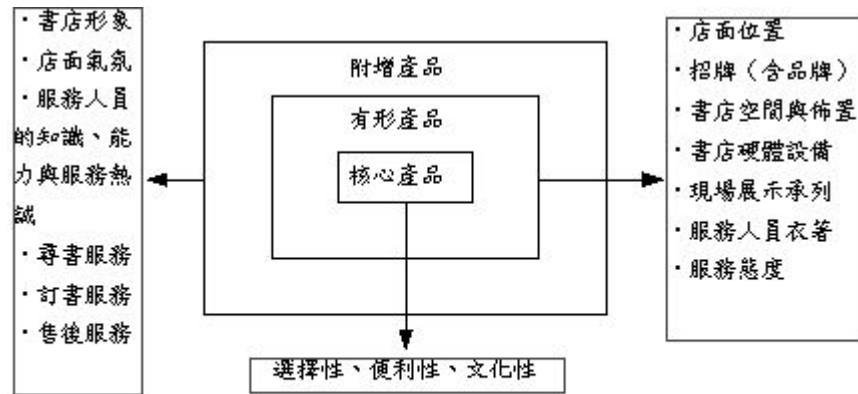 ・書店形象
・店面氣氛
・服務人員
的知識、能
力與服務熱
誠
・尋書服務
・訂書服務
・售後服務
附增產品
有形產品
核心產品
・店面位置
・招牌（含品牌）
・書店空間與佈置
・書店硬體設備
・現場展示承列
・服務人員衣著
・服務態度
選擇性、便利性、文化性